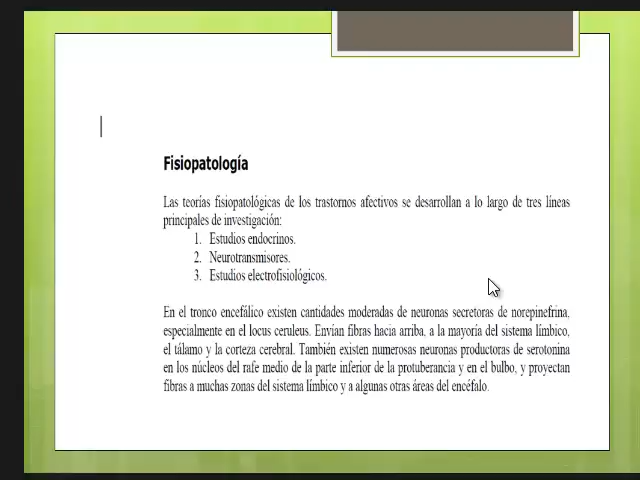 Fisiopatología
Las teorías fisiopatológicas de los trastornos afectivos se desarrollan a lo largo de tres líneas
principales de investigación:
1. Estudios endocrinos.
2. Neurotransmisores.
3. Estudios electrofisiológicos.
En el tronco encefálico existen cantidades moderadas de neuronas secretoras de norepinefrina,
especialmente en el locus ceruleus. Envían fibras hacia arriba, a la mayoría del sistema límbico,
el tálamo y la corteza cerebral. También existen numerosas neuronas productoras de serotonina
en los núcleos del rafe medio de la parte inferior de la protuberancia y en el bulbo, y proyectan
fibras a muchas zonas del sistema límbico y a algunas otras áreas del encéfalo.